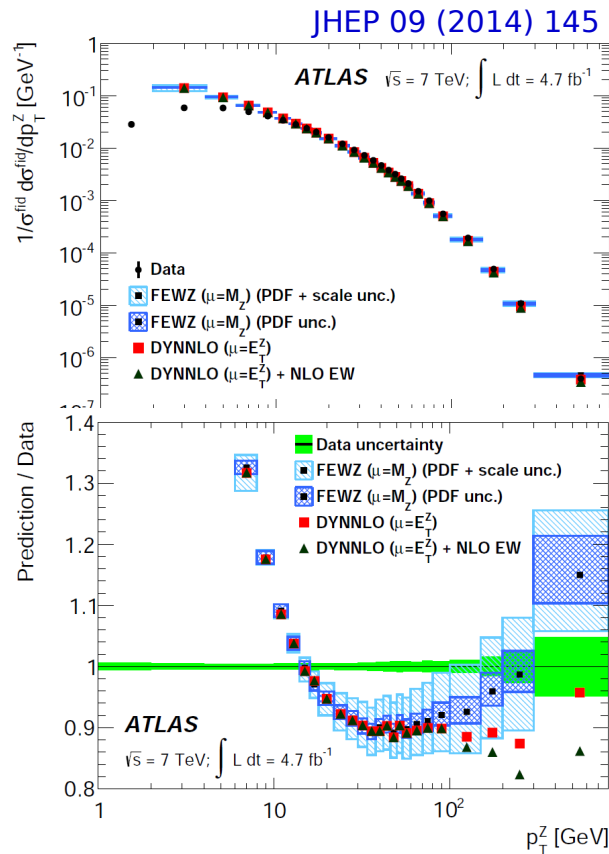 JHEP 09 (2014) 145
1/σ^fid dσ^fid/dp_T^Z [GeV⁻¹]
1
10⁻¹
10⁻²
10⁻³
10⁻⁴
10⁻⁵
10⁻⁶
10⁻⁷
ATLAS √s = 7 TeV; ∫ L dt = 4.7 fb⁻¹
Data
FEWZ (μ=M_Z) (PDF + scale unc.)
FEWZ (μ=M_Z) (PDF unc.)
DYNNLO (μ=E_T^Z)
DYNNLO (μ=E_T^Z) + NLO EW
Prediction / Data
1.4
1.3
1.2
1.1
1
0.9
0.8
Data uncertainty
FEWZ (μ=M_Z) (PDF + scale unc.)
FEWZ (μ=M_Z) (PDF unc.)
DYNNLO (μ=E_T^Z)
DYNNLO (μ=E_T^Z) + NLO EW
ATLAS
√s = 7 TeV; ∫ L dt = 4.7 fb⁻¹
1 10 10²
p_T^Z [GeV]